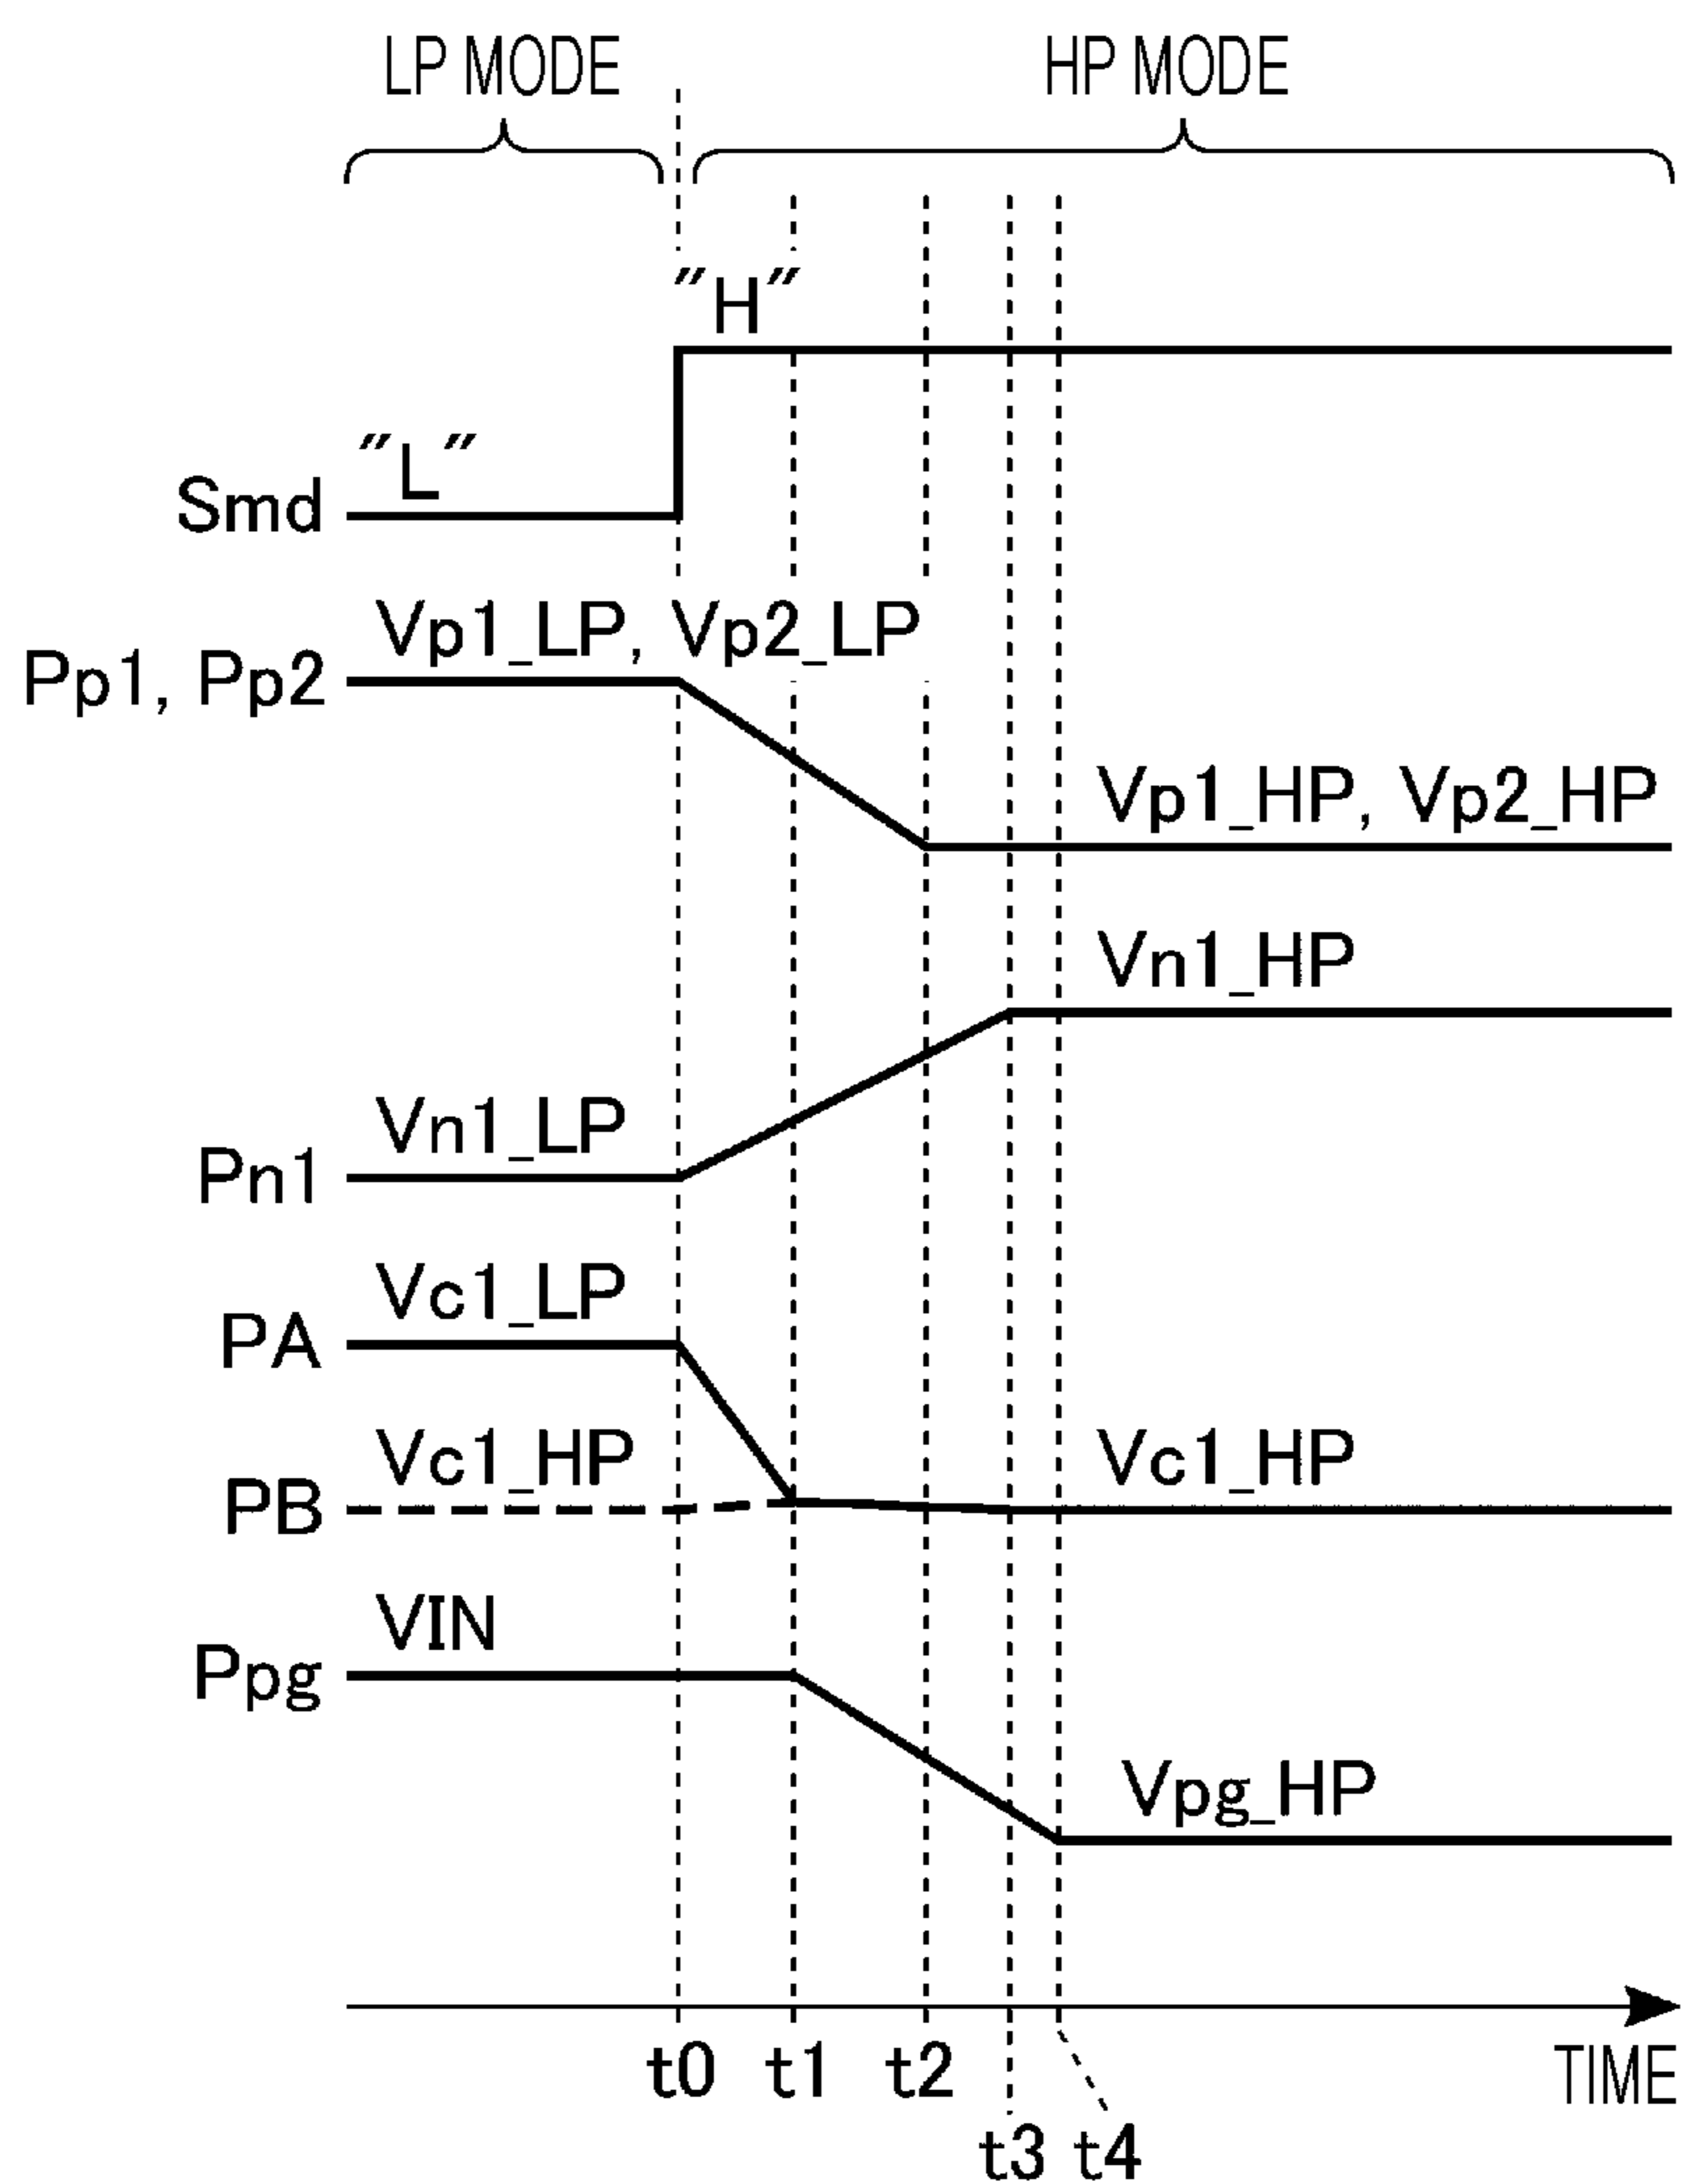 LP MODE HP MODE
"H"
"L"
Smd
Vp1_LP, Vp2_LP
Pp1, Pp2
Vp1_HP, Vp2_HP
Vn1_HP
Vn1_LP
Pn1
Vc1_LP
PA
Vc1_HP Vc1_HP
PB
VIN
Ppg
Vpg_HP
t0 t1 t2 TIME
t3 t4